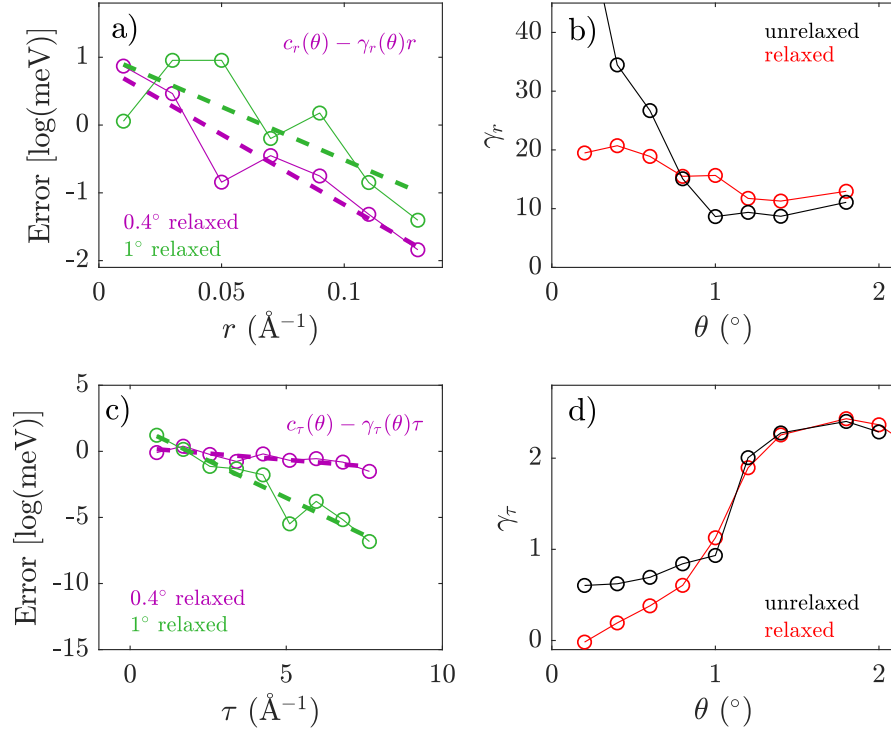 a)
c_r(θ) − γ_r(θ)r
1
0
-1
-2
Error [log(meV)]
0.4° relaxed
1° relaxed
0 0.05 0.1
r (Å⁻¹)
b)
unrelaxed
relaxed
40
30
20
10
0
γ_r
0 1 2
θ (°)
c)
c_τ(θ) − γ_τ(θ)τ
5
0
-5
-10
-15
Error [log(meV)]
0.4° relaxed
1° relaxed
0 5 10
τ (Å⁻¹)
d)
2
1
0
γ_τ
unrelaxed
relaxed
0 1 2
θ (°)